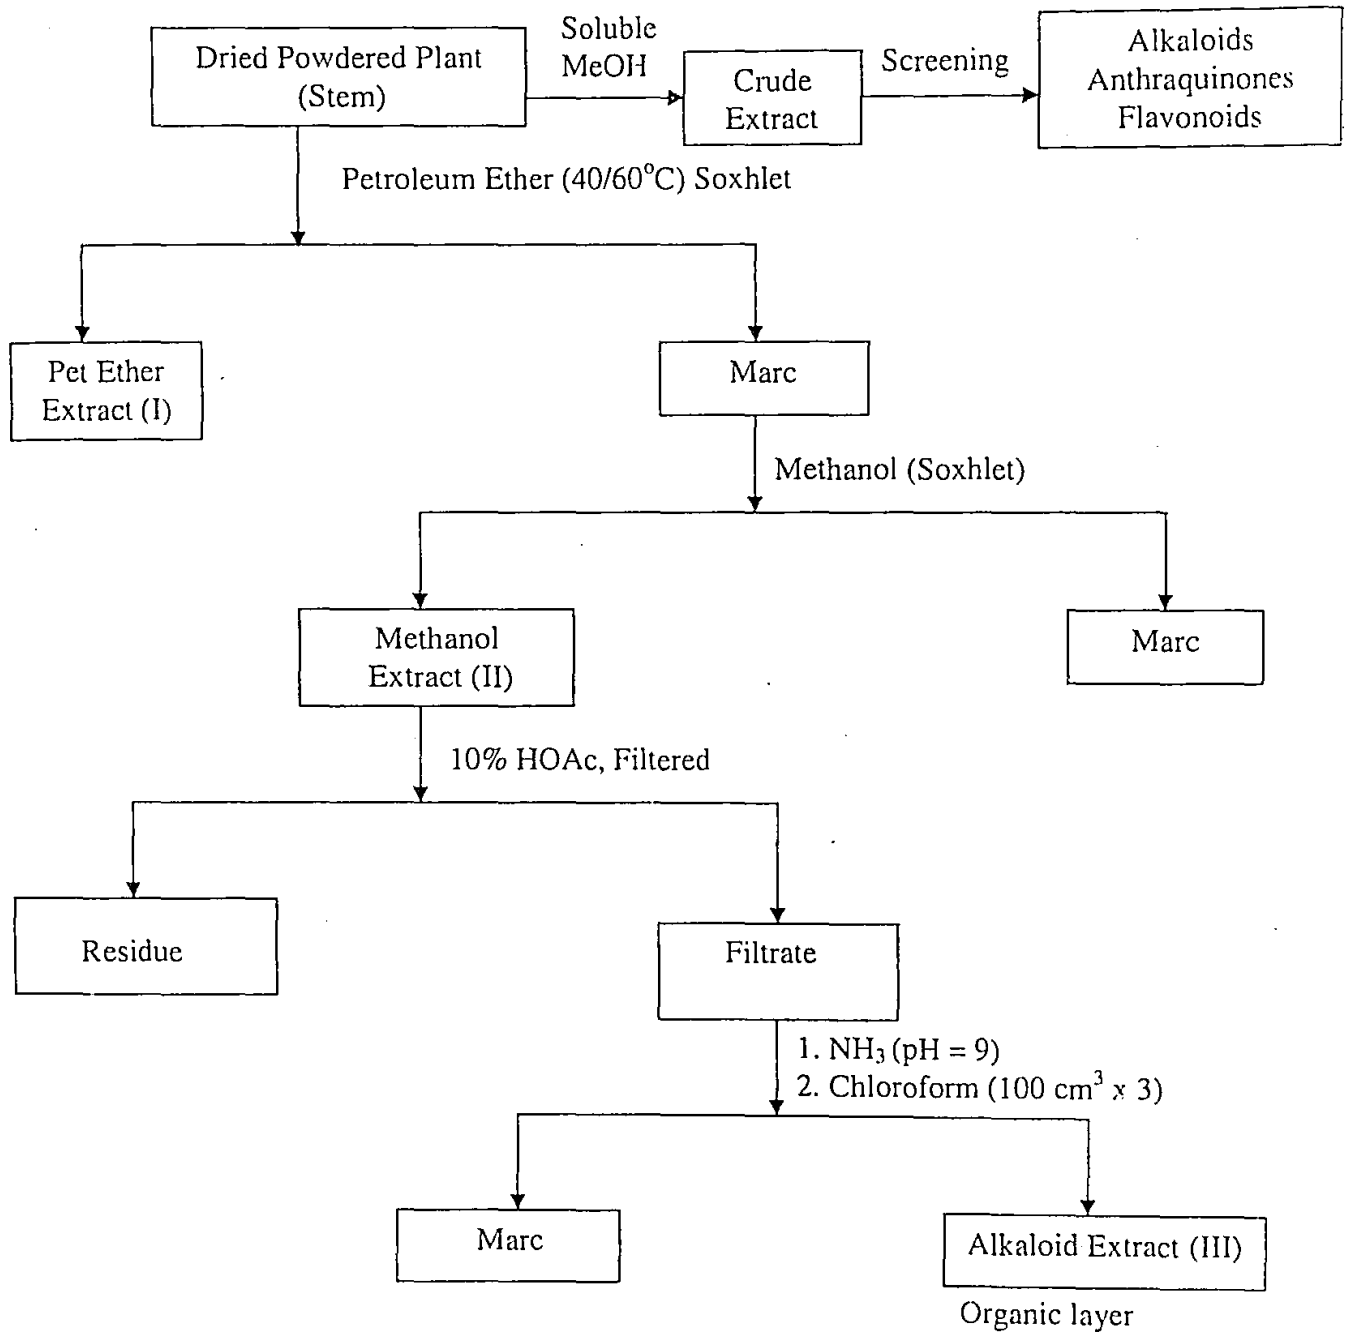 Dried Powdered Plant
(Stem)
Soluble
MeOH
Crude
Extract
Screening
Alkaloids
Anthraquinones
Flavonoids
Petroleum Ether (40/60°C) Soxhlet
Pet Ether
Extract (I)
Marc
Methanol (Soxhlet)
Methanol
Extract (II)
Marc
10% HOAc, Filtered
Residue
Filtrate
1. NH₃ (pH = 9)
2. Chloroform (100 cm³ x 3)
Marc
Alkaloid Extract (III)
Organic layer